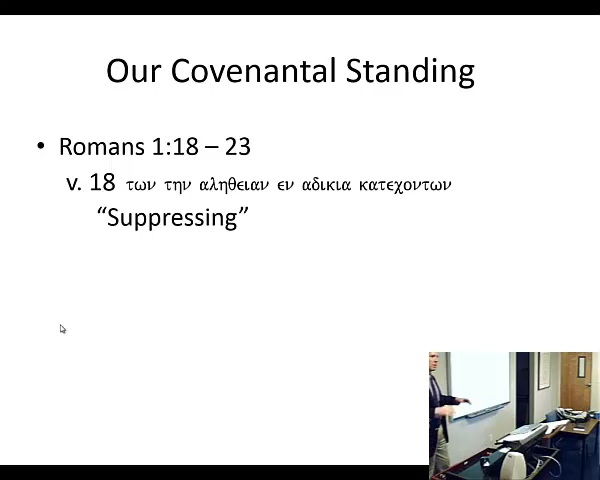 Our Covenantal Standing
• Romans 1:18 – 23
v. 18 των την αληθειαν εν αδικια κατεχοντων
“Suppressing”